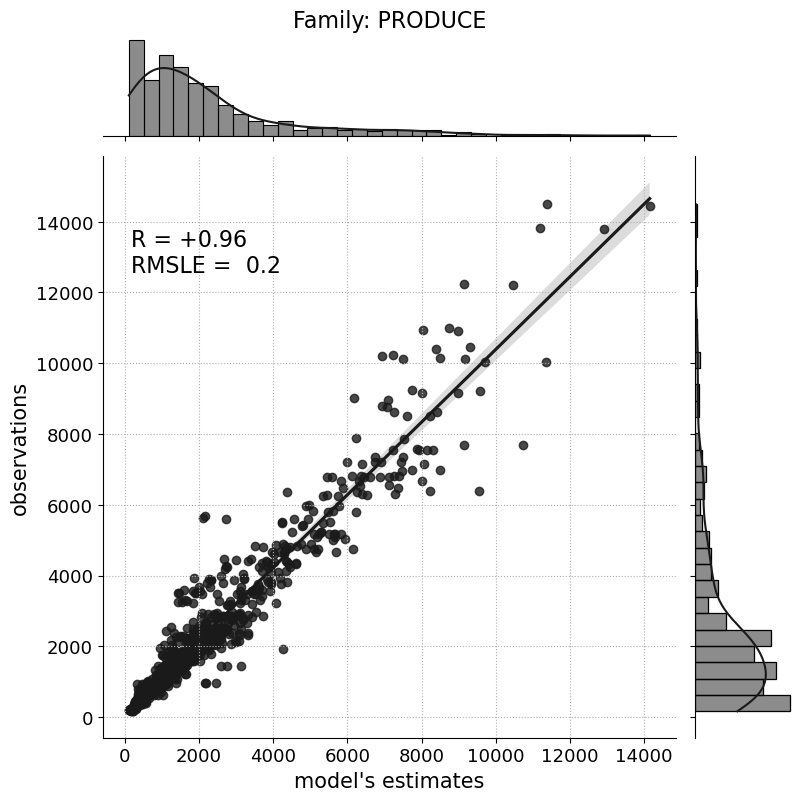 Family: PRODUCE
R = +0.96
RMSLE =  0.2
observations
14000
12000
10000
8000
6000
4000
2000
0
0 2000 4000 6000 8000 10000 12000 14000
model's estimates